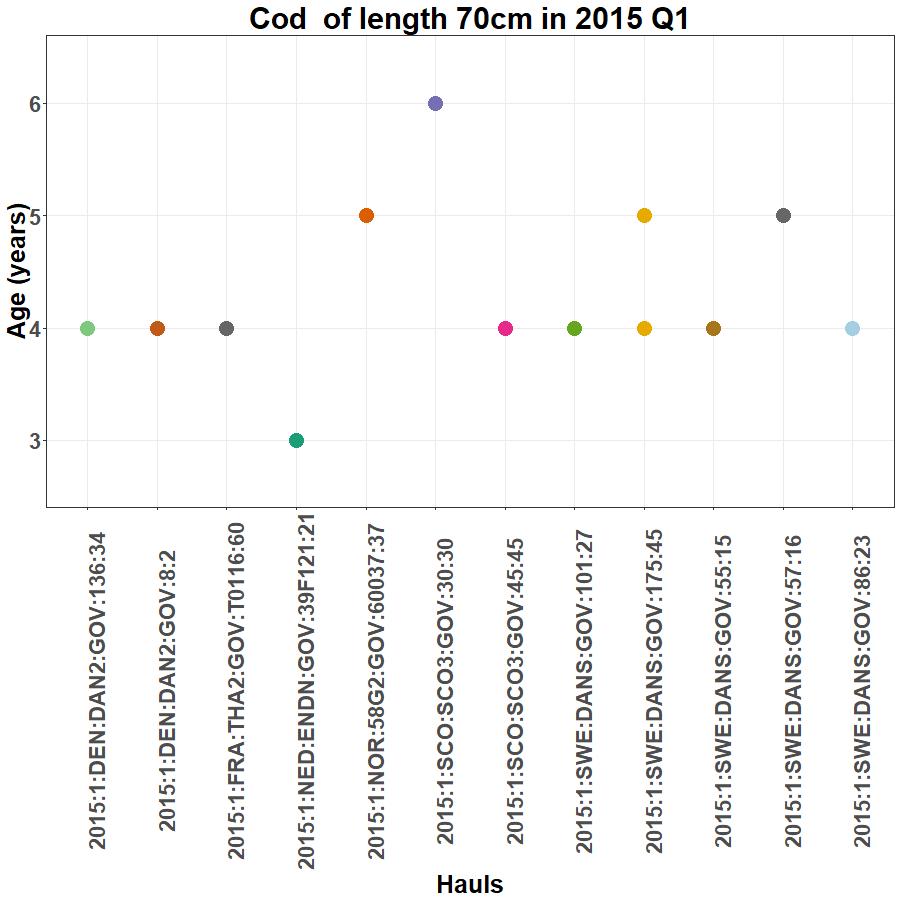 Cod  of length 70cm in 2015 Q1
Age (years)
6
5
4
3
2015:1:DEN:DAN2:GOV:136:34
2015:1:DEN:DAN2:GOV:8:2
2015:1:FRA:THA2:GOV:T0116:60
2015:1:NED:ENDN:GOV:39F121:21
2015:1:NOR:58G2:GOV:60037:37
2015:1:SCO:SCO3:GOV:30:30
2015:1:SCO:SCO3:GOV:45:45
2015:1:SWE:DANS:GOV:101:27
2015:1:SWE:DANS:GOV:175:45
2015:1:SWE:DANS:GOV:55:15
2015:1:SWE:DANS:GOV:57:16
2015:1:SWE:DANS:GOV:86:23
Hauls